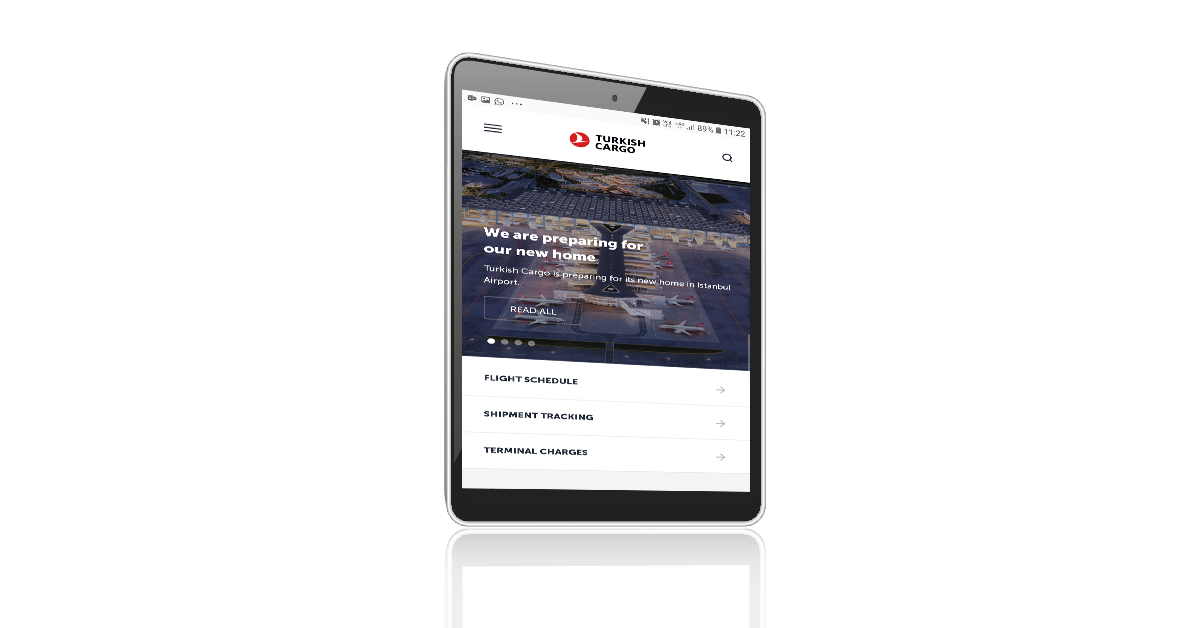 89% 11:22
TURKISH
CARGO
We are preparing for
our new home
Turkish Cargo is preparing for its new home in Istanbul
Airport.
READ ALL
FLIGHT SCHEDULE
SHIPMENT TRACKING
TERMINAL CHARGES